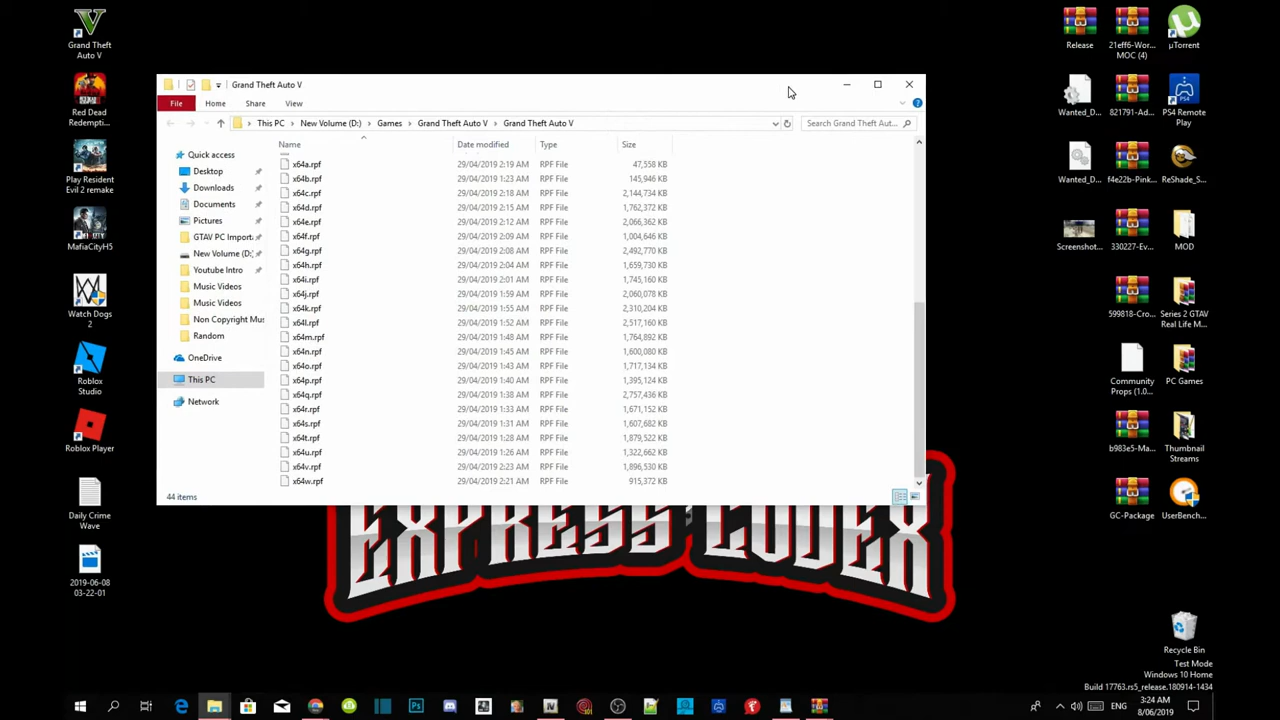 Grand Theft Auto V
Red Dead Redempti...
Play Resident Evil 2 remake
MafiaCityH5
Watch Dogs 2
Roblox Studio
Roblox Player
Daily Crime Wave
2019-06-08 03-22-01
Grand Theft Auto V
File Home Share View
This PC > New Volume (D:) > Games > Grand Theft Auto V > Grand Theft Auto V
Search Grand Theft Aut...
Quick access
Desktop
Downloads
Documents
Pictures
GTAV PC Import
New Volume (D:)
Youtube Intro
Music Videos
Music Videos
Non Copyright Mus
Random
OneDrive
This PC
Network
Name Date modified Type Size
x64a.rpf 29/04/2019 2:19 AM RPF File 47,558 KB
x64b.rpf 29/04/2019 1:23 AM RPF File 145,946 KB
x64c.rpf 29/04/2019 2:18 AM RPF File 2,144,734 KB
x64d.rpf 29/04/2019 2:15 AM RPF File 1,762,372 KB
x64e.rpf 29/04/2019 2:12 AM RPF File 2,066,362 KB
x64f.rpf 29/04/2019 2:09 AM RPF File 1,004,646 KB
x64g.rpf 29/04/2019 2:08 AM RPF File 2,492,770 KB
x64h.rpf 29/04/2019 2:04 AM RPF File 1,659,730 KB
x64i.rpf 29/04/2019 2:01 AM RPF File 1,745,160 KB
x64j.rpf 29/04/2019 1:59 AM RPF File 2,060,078 KB
x64k.rpf 29/04/2019 1:55 AM RPF File 2,310,204 KB
x64l.rpf 29/04/2019 1:52 AM RPF File 2,517,160 KB
x64m.rpf 29/04/2019 1:48 AM RPF File 1,764,892 KB
x64n.rpf 29/04/2019 1:45 AM RPF File 1,600,080 KB
x64o.rpf 29/04/2019 1:43 AM RPF File 1,717,134 KB
x64p.rpf 29/04/2019 1:40 AM RPF File 1,395,124 KB
x64q.rpf 29/04/2019 1:38 AM RPF File 2,757,436 KB
x64r.rpf 29/04/2019 1:33 AM RPF File 1,671,152 KB
x64s.rpf 29/04/2019 1:31 AM RPF File 1,607,682 KB
x64t.rpf 29/04/2019 1:28 AM RPF File 1,879,522 KB
x64u.rpf 29/04/2019 1:26 AM RPF File 1,322,662 KB
x64v.rpf 29/04/2019 2:23 AM RPF File 1,896,530 KB
x64w.rpf 29/04/2019 2:21 AM RPF File 915,372 KB
44 items
EXPRESS CODEX
Release
21eff6-Wor... MOC (4)
µTorrent
Wanted_D...
821791-Ad...
PS4 Remote Play
Wanted_D...
f4e22b-Pink...
ReShade_S...
Screenshot...
330227-Ev...
MOD
599818-Cro...
Series 2 GTAV Real Life M...
Community Props (1.0...
PC Games
b983e5-Ma...
Thumbnail Streams
GC-Package
UserBench...
Recycle Bin
Test Mode
Windows 10 Home
Build 17763.rs5_release.180914-1434
ENG
3:24 AM
8/06/2019